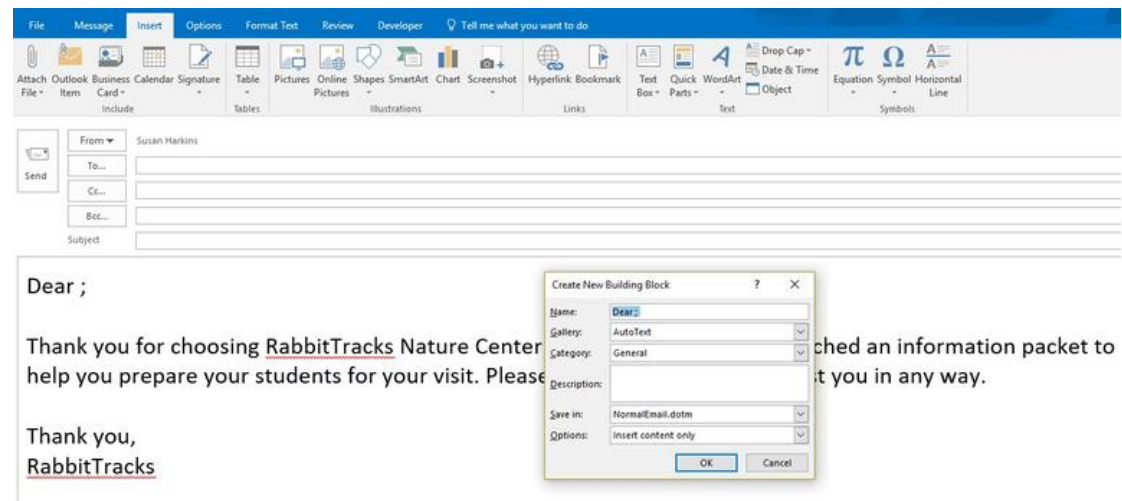 File Message Insert Options Format Text Review Developer Tell me what you want to do
Attach File Outlook Item Business Card Calendar Signature Table Pictures Online Pictures Shapes SmartArt Chart Screenshot Hyperlink Bookmark Text Box Quick Parts WordArt Drop Cap Date & Time Object Equation Symbol Horizontal Line
Include Tables Illustrations Links Text Symbols
Send
From Susan Harkins
To...
Cc...
Bcc...
Subject
Dear ;
Thank you for choosing RabbitTracks Nature Center ched an information packet to
help you prepare your students for your visit. Please t you in any way.
Thank you,
RabbitTracks
Create New Building Block ? X
Name: Dear ;
Gallery: AutoText
Category: General
Description:
Save in: NormalEmail.dotm
Options: Insert content only
OK Cancel